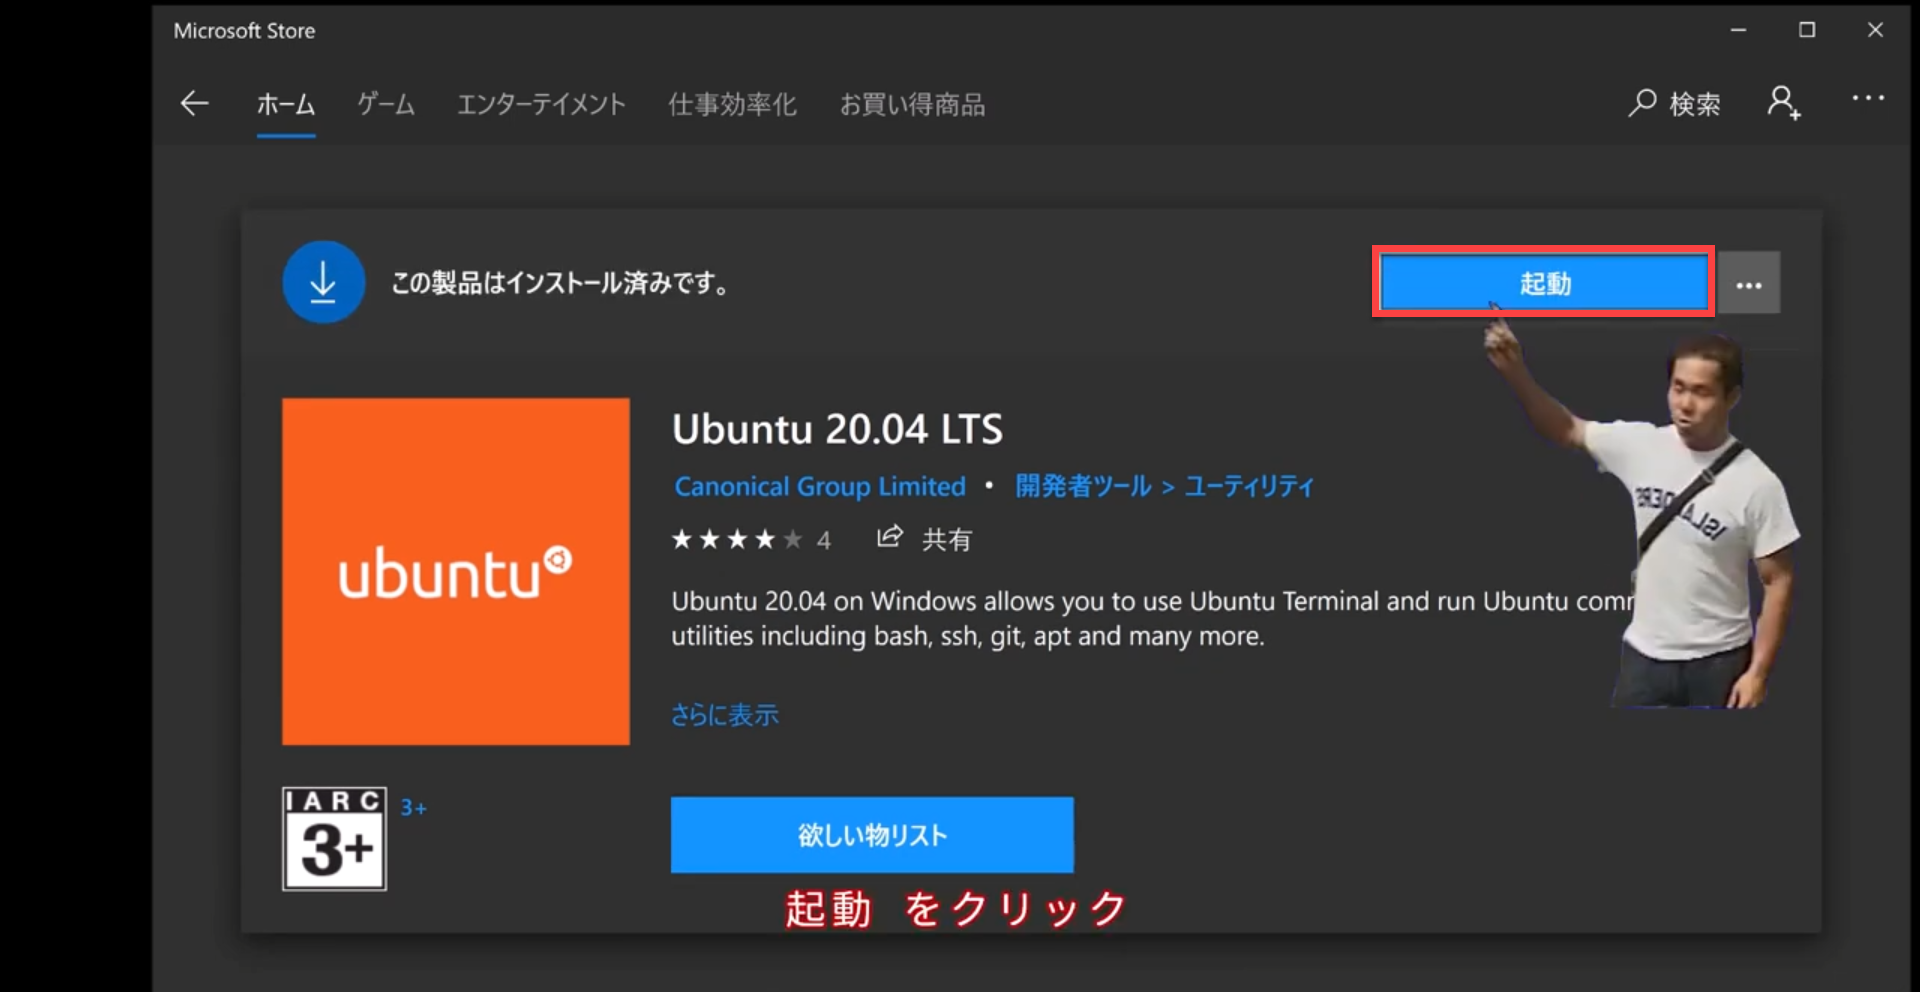 Microsoft Store
ホーム ゲーム エンターテイメント 仕事効率化 お買い得商品 検索
この製品はインストール済みです。
起動
Ubuntu 20.04 LTS
Canonical Group Limited • 開発者ツール > ユーティリティ
4 共有
ubuntu
Ubuntu 20.04 on Windows allows you to use Ubuntu Terminal and run Ubuntu
utilities including bash, ssh, git, apt and many more.
さらに表示
IARC
3+
3+
欲しい物リスト
起動 をクリック